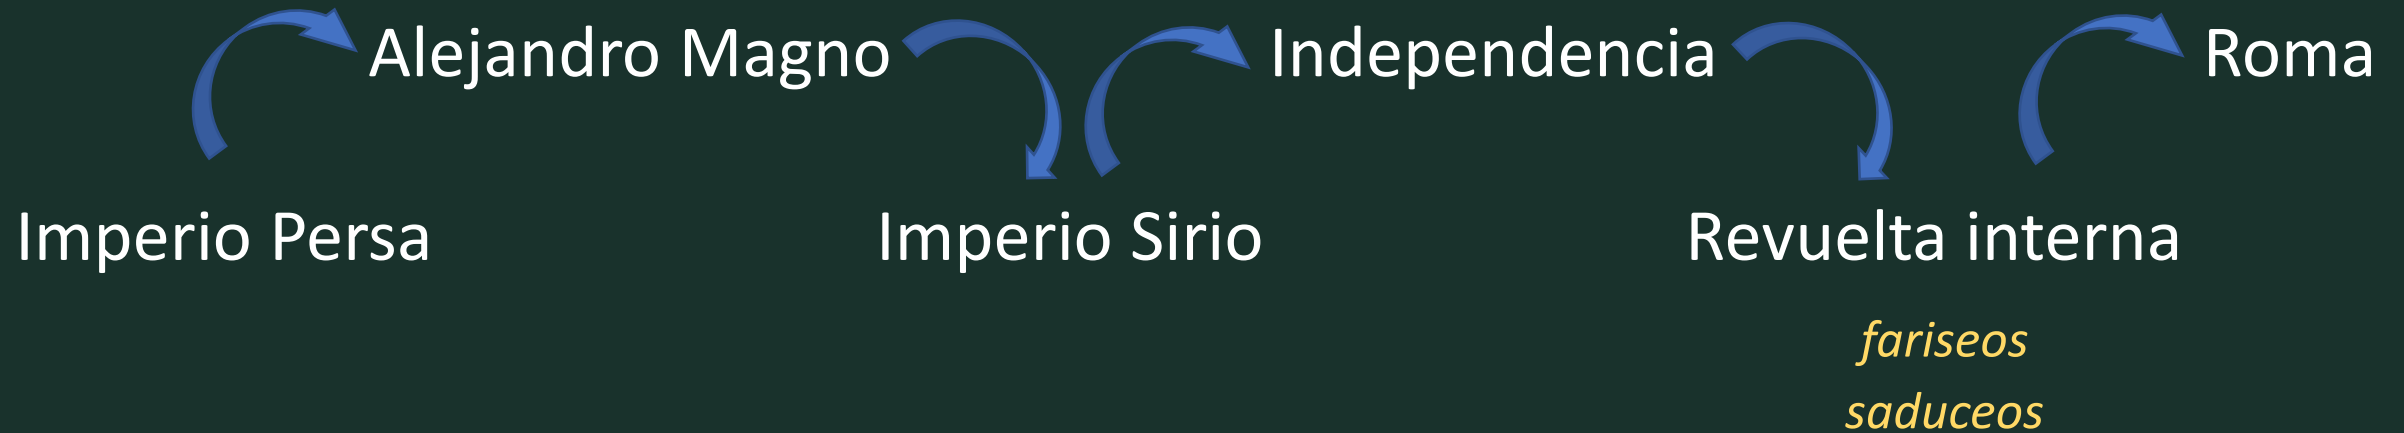 Alejandro Magno
Independencia
Roma
Imperio Persa
Imperio Sirio
Revuelta interna
fariseos
saduceos